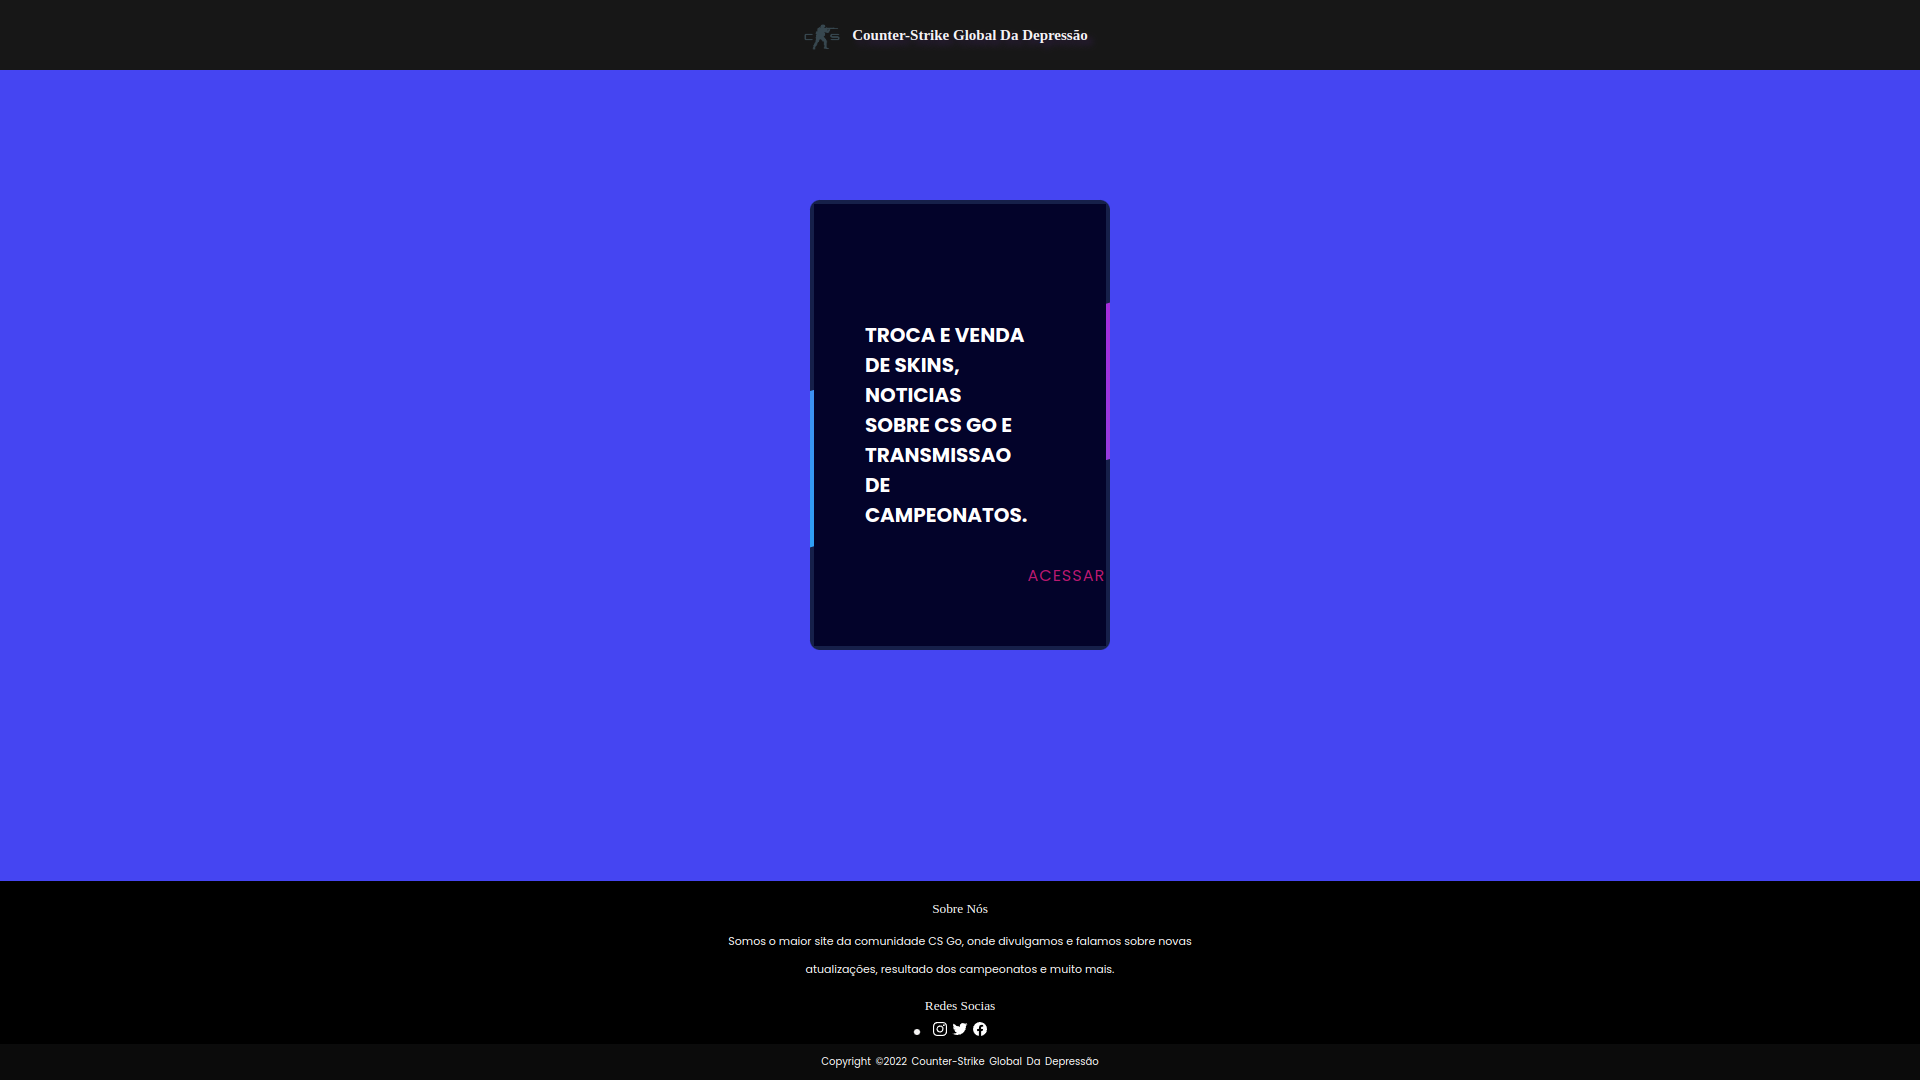 C S
Counter-Strike Global Da Depressão
TROCA E VENDA
DE SKINS,
NOTICIAS
SOBRE CS GO E
TRANSMISSAO
DE
CAMPEONATOS.
ACESSAR
Sobre Nós
Somos o maior site da comunidade CS Go, onde divulgamos e falamos sobre novas
atualizações, resultado dos campeonatos e muito mais.
Redes Socias
Copyright ©2022 Counter-Strike Global Da Depressão